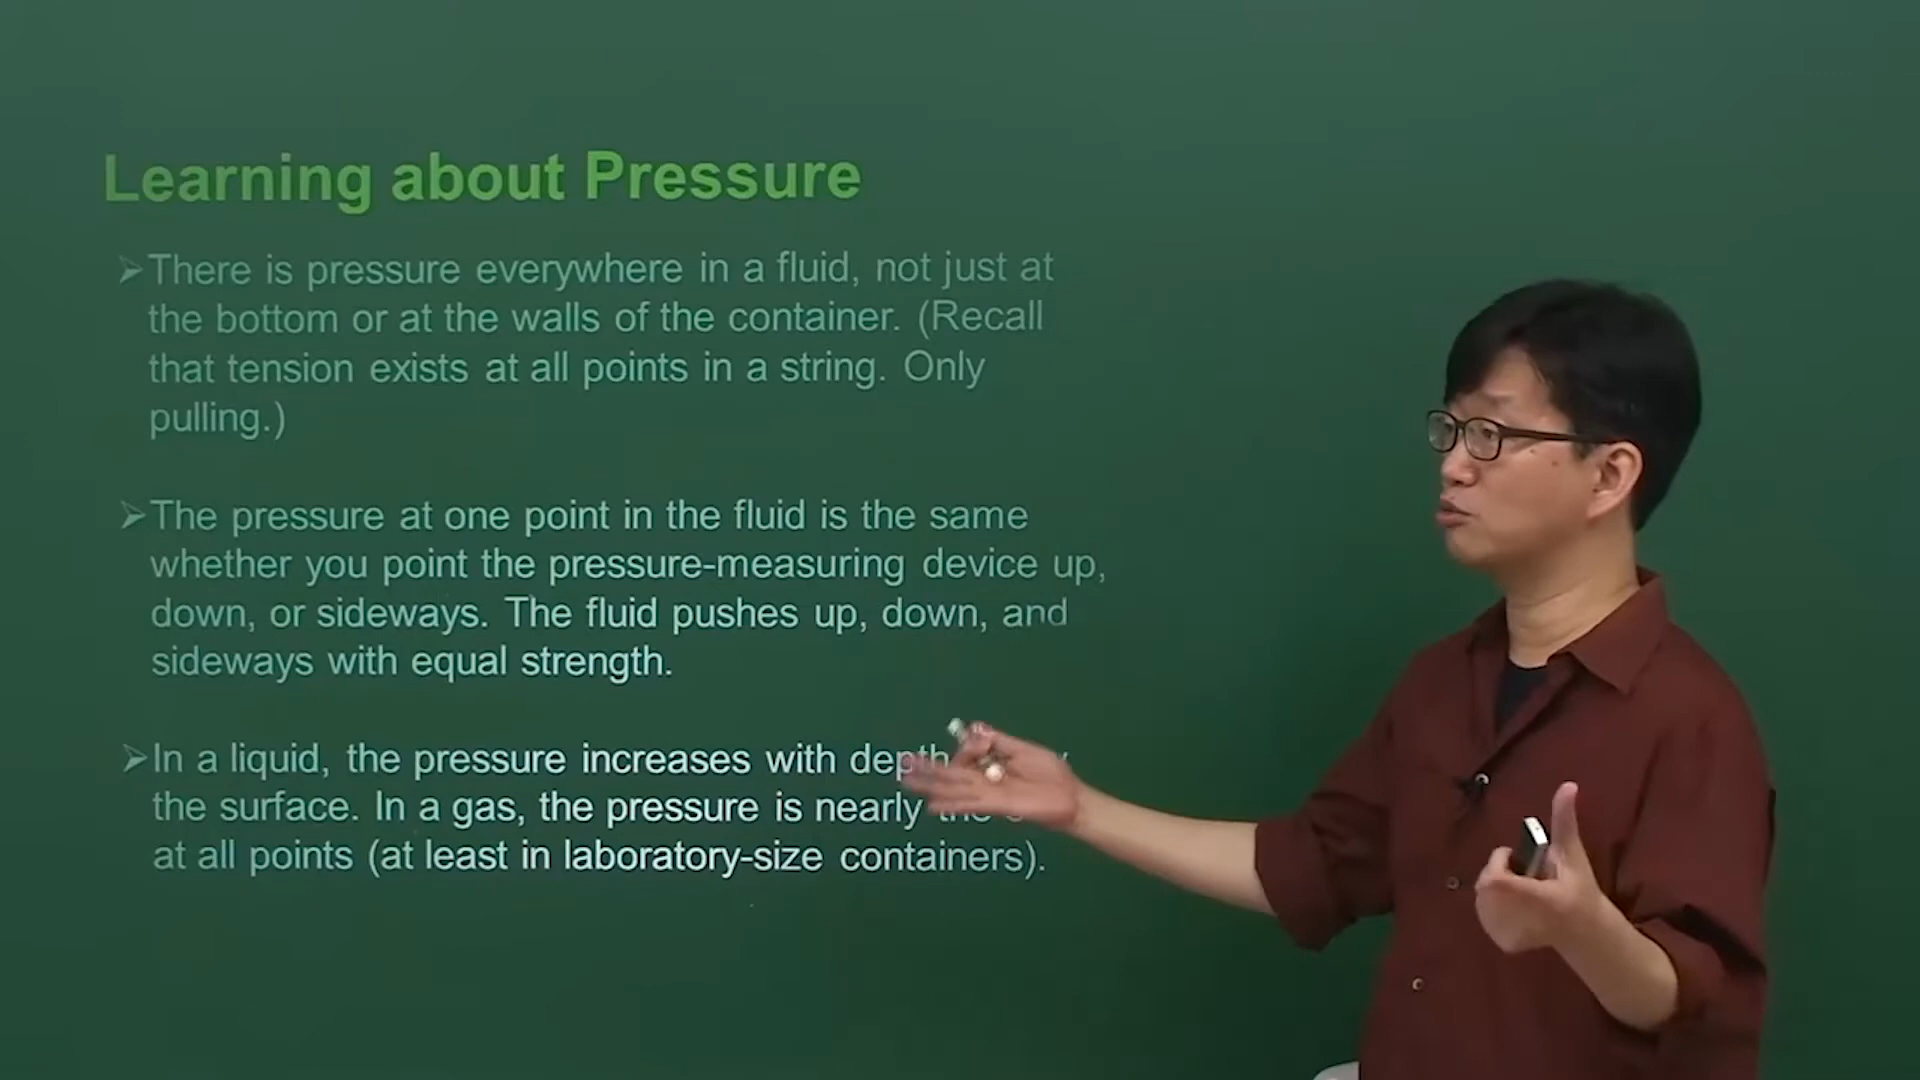 Learning about Pressure
➢There is pressure everywhere in a fluid, not just at
the bottom or at the walls of the container. (Recall
that tension exists at all points in a string. Only
pulling.)
➢The pressure at one point in the fluid is the same
whether you point the pressure-measuring device up,
down, or sideways. The fluid pushes up, down, and
sideways with equal strength.
➢In a liquid, the pressure increases with depth
the surface. In a gas, the pressure is nearly
at all points (at least in laboratory-size containers).